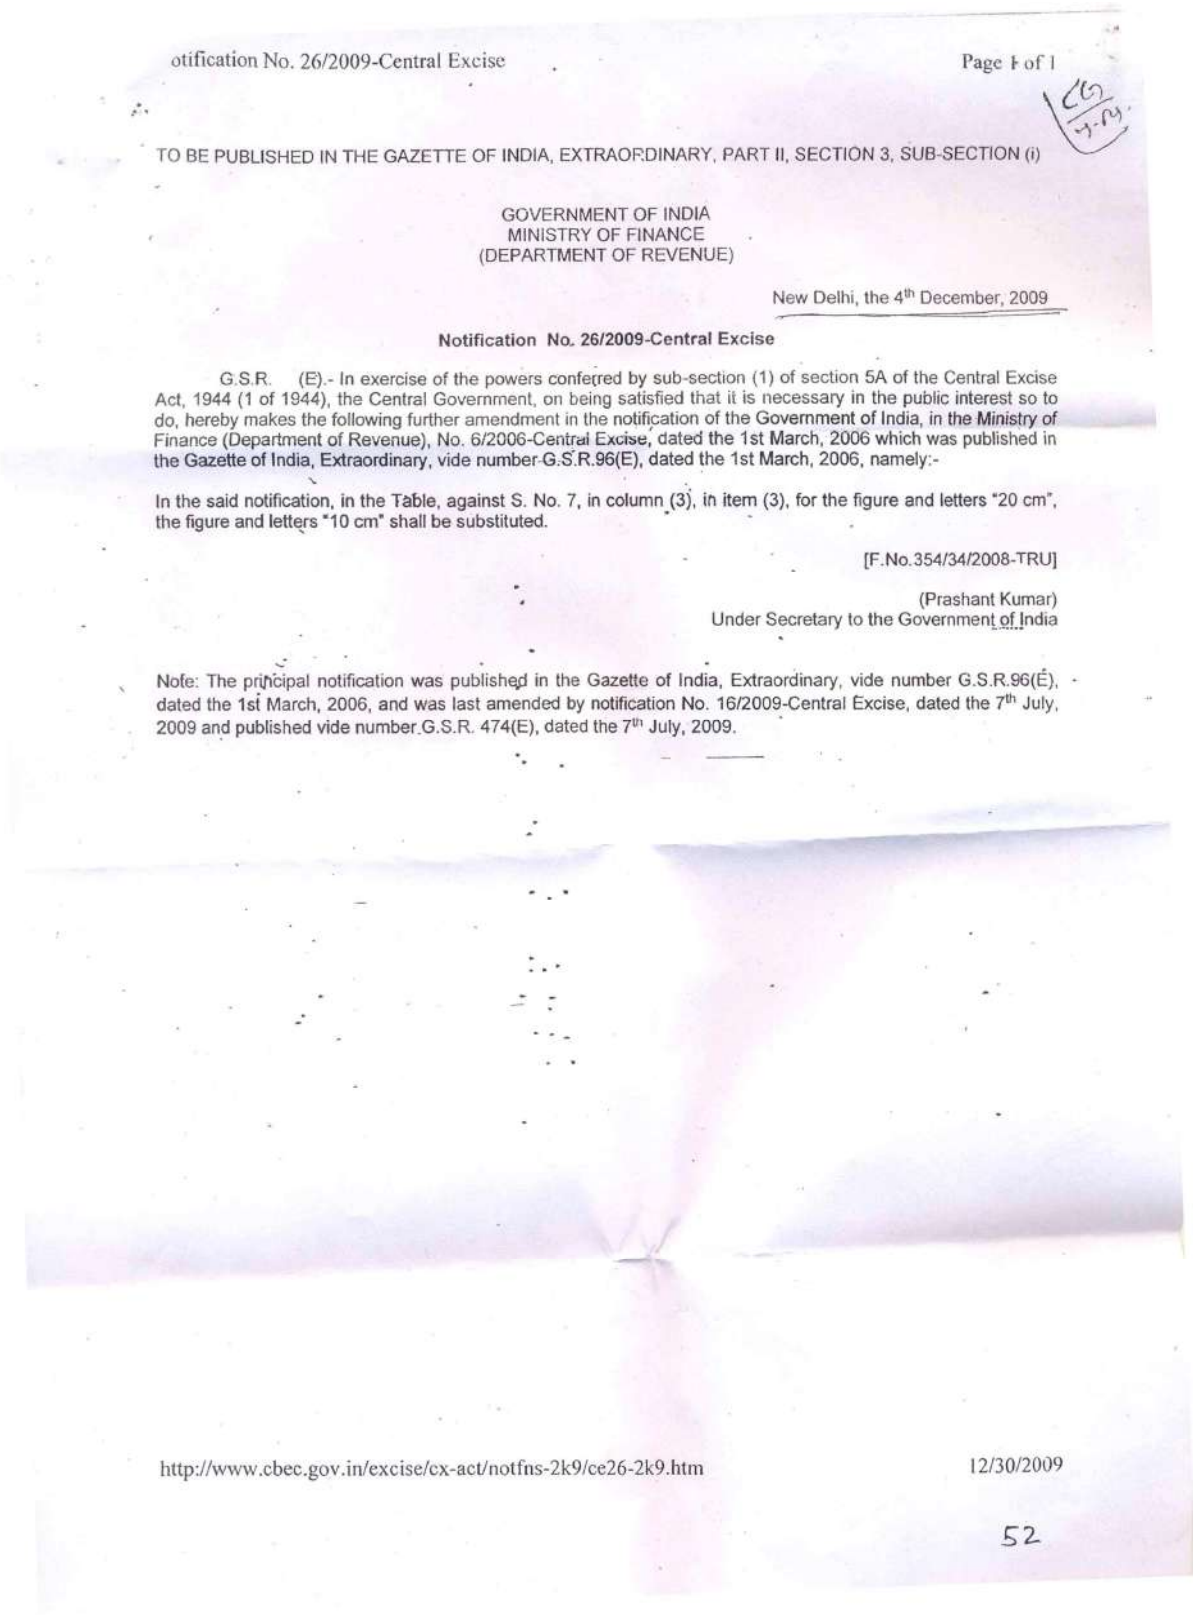 otification No. 26/2009-Central Excise
Page 1 of 1
TO BE PUBLISHED IN THE GAZETTE OF INDIA, EXTRAORDINARY, PART II, SECTION 3, SUB-SECTION (i)
GOVERNMENT OF INDIA
MINISTRY OF FINANCE
(DEPARTMENT OF REVENUE)
New Delhi, the 4th December, 2009
Notification No. 26/2009-Central Excise
G.S.R. (E).- In exercise of the powers conferred by sub-section (1) of section 5A of the Central Excise
Act, 1944 (1 of 1944), the Central Government, on being satisfied that it is necessary in the public interest so to
do, hereby makes the following further amendment in the notification of the Government of India, in the Ministry of
Finance (Department of Revenue), No. 6/2006-Central Excise, dated the 1st March, 2006 which was published in
the Gazette of India, Extraordinary, vide number G.S.R.96(E), dated the 1st March, 2006, namely:-
In the said notification, in the Table, against S. No. 7, in column (3), in item (3), for the figure and letters "20 cm",
the figure and letters "10 cm" shall be substituted.
[F.No.354/34/2008-TRU]
(Prashant Kumar)
Under Secretary to the Government of India
Note: The principal notification was published in the Gazette of India, Extraordinary, vide number G.S.R.96(E),
dated the 1st March, 2006, and was last amended by notification No. 16/2009-Central Excise, dated the 7th July,
2009 and published vide number G.S.R. 474(E), dated the 7th July, 2009.
http://www.cbec.gov.in/excise/cx-act/notfns-2k9/ce26-2k9.htm
12/30/2009
52